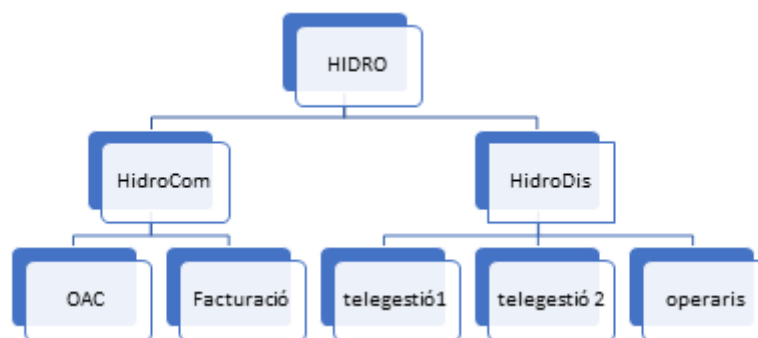 HIDRO
HidroCom
HidroDis
OAC
Facturació
telegestió1
telegestió 2
operaris